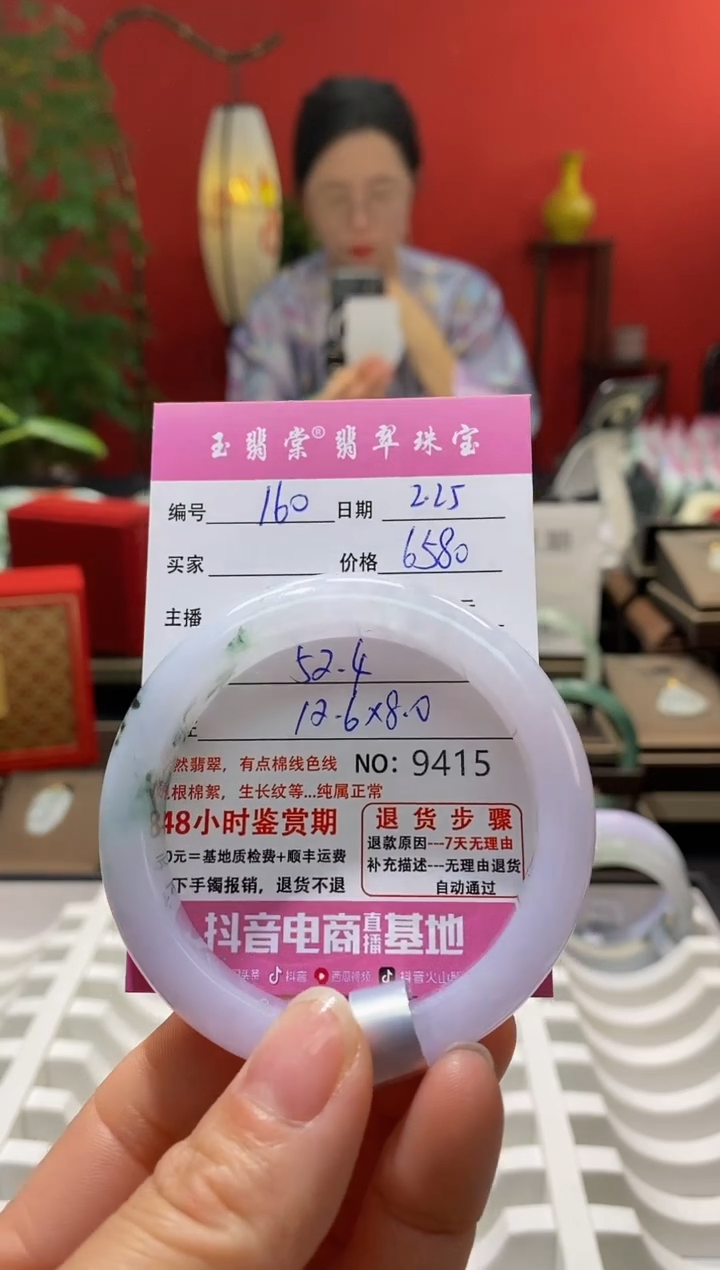 玉翡棠®翡翠珠宝
编号 160 日期 2.25
买家 价格 6580
主播
52.4
12.6×8.0
然翡翠，有点棉线色线 NO：9415
根棉絮，生长纹等...纯属正常
848小时鉴赏期
0元＝基地质检费+顺丰运费
下手镯报销，退货不退
退货步骤
退款原因---7天无理由
补充描述---无理由退货
自动通过
抖音电商直播基地
头条 抖音 西瓜视频 抖音火山版